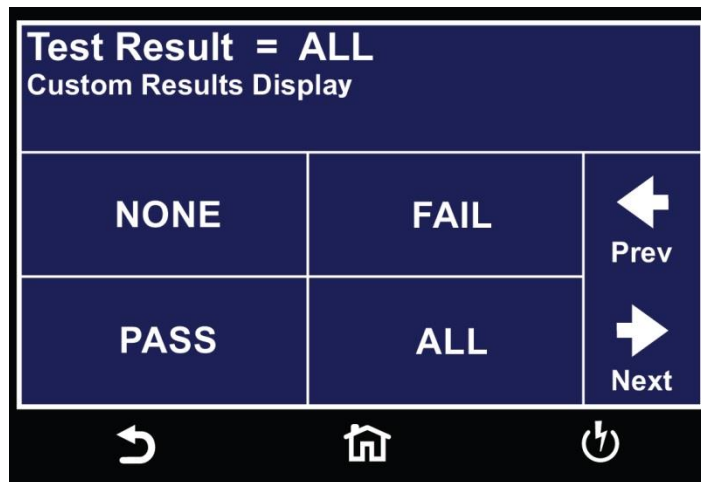 Test Result = ALL
Custom Results Display
NONE
FAIL
Prev
PASS
ALL
Next